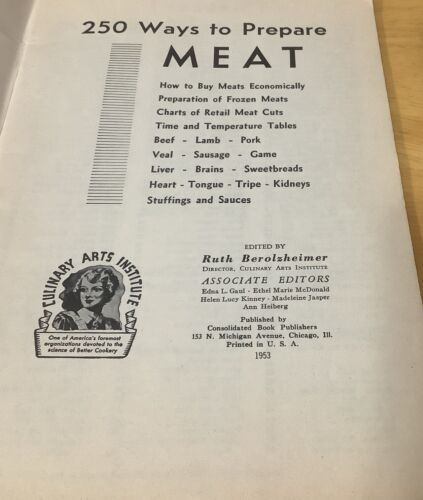 250 Ways to Prepare
MEAT
How to Buy Meats Economically
Preparation of Frozen Meats
Charts of Retail Meat Cuts
Time and Temperature Tables
Beef - Lamb - Pork
Veal - Sausage - Game
Liver - Brains - Sweetbreads
Heart - Tongue - Tripe - Kidneys
Stuffings and Sauces
EDITED BY
Ruth Berolzheimer
DIRECTOR, CULINARY ARTS INSTITUTE
ASSOCIATE EDITORS
Edna L. Gaul - Ethel Marie McDonald
Helen Lucy Kinney - Madeleine Jasper
Ann Heiberg
Published by
Consolidated Book Publishers
153 N. Michigan Avenue, Chicago, Ill.
Printed in U. S. A.
1953
CULINARY ARTS INSTITUTE
One of America's foremost
organizations devoted to the
science of Better Cookery